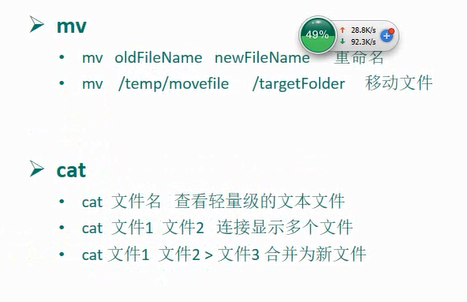 mv
49%
28.8K/s
92.3K/s
mv oldFileName newFileName 重命名
mv /temp/movefile /targetFolder 移动文件
cat
cat 文件名 查看轻量级的文本文件
cat 文件1 文件2 连接显示多个文件
cat 文件1 文件2 > 文件3 合并为新文件